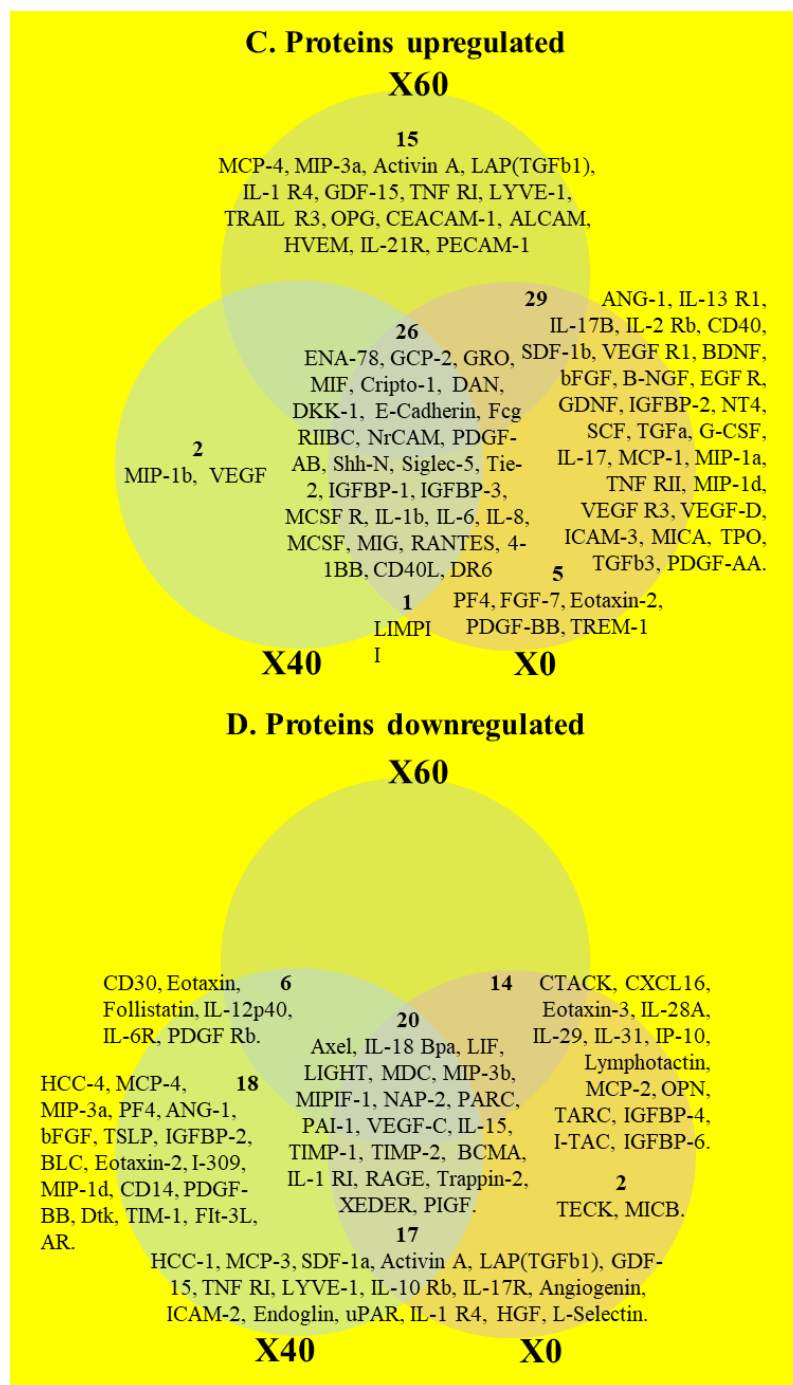 C. Proteins upregulated
X60
15
MCP-4, MIP-3a, Activin A, LAP(TGFb1),
IL-1 R4, GDF-15, TNF RI, LYVE-1,
TRAIL R3, OPG, CEACAM-1, ALCAM,
HVEM, IL-21R, PECAM-1
29 ANG-1, IL-13 R1,
IL-17B, IL-2 Rb, CD40,
SDF-1b, VEGF R1, BDNF,
bFGF, B-NGF, EGF R,
GDNF, IGFBP-2, NT4,
SCF, TGFa, G-CSF,
IL-17, MCP-1, MIP-1a,
TNF RII, MIP-1d,
VEGF R3, VEGF-D,
ICAM-3, MICA, TPO,
TGFb3, PDGF-AA.
26
ENA-78, GCP-2, GRO,
MIF, Cripto-1, DAN,
DKK-1, E-Cadherin, Fcg
RIIBC, NrCAM, PDGF-
AB, Shh-N, Siglec-5, Tie-
2, IGFBP-1, IGFBP-3,
MCSF R, IL-1b, IL-6, IL-8,
MCSF, MIG, RANTES, 4-
1BB, CD40L, DR6
2
MIP-1b, VEGF
5
PF4, FGF-7, Eotaxin-2,
PDGF-BB, TREM-1
1
LIMPI
I
X40
X0
D. Proteins downregulated
X60
CD30, Eotaxin, 6
Follistatin, IL-12p40,
IL-6R, PDGF Rb.
14 CTACK, CXCL16,
Eotaxin-3, IL-28A,
IL-29, IL-31, IP-10,
Lymphotactin,
MCP-2, OPN,
TARC, IGFBP-4,
I-TAC, IGFBP-6.
20
Axel, IL-18 Bpa, LIF,
LIGHT, MDC, MIP-3b,
MIPIF-1, NAP-2, PARC,
PAI-1, VEGF-C, IL-15,
TIMP-1, TIMP-2, BCMA,
IL-1 RI, RAGE, Trappin-2,
XEDER, PIGF.
HCC-4, MCP-4, 18
MIP-3a, PF4, ANG-1,
bFGF, TSLP, IGFBP-2,
BLC, Eotaxin-2, I-309,
MIP-1d, CD14, PDGF-
BB, Dtk, TIM-1, FIt-3L,
AR.
2
TECK, MICB.
17
HCC-1, MCP-3, SDF-1a, Activin A, LAP(TGFb1), GDF-
15, TNF RI, LYVE-1, IL-10 Rb, IL-17R, Angiogenin,
ICAM-2, Endoglin, uPAR, IL-1 R4, HGF, L-Selectin.
X40
X0